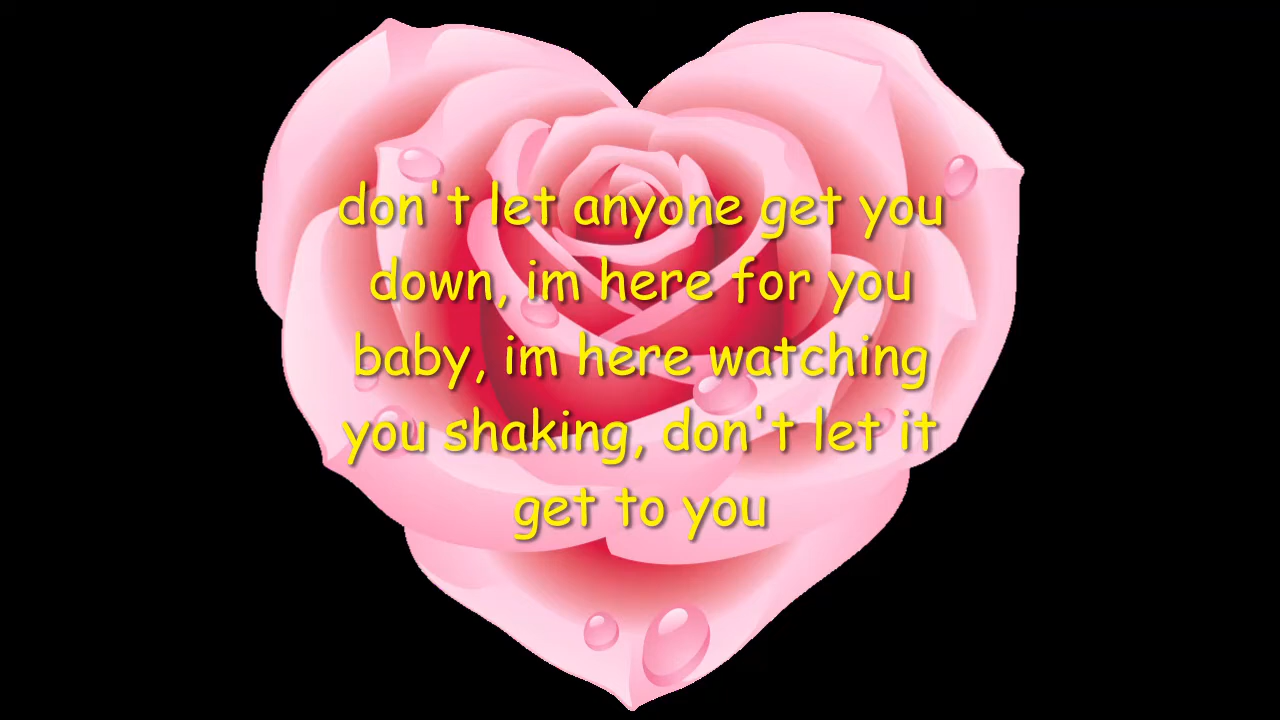 don't let anyone get you
down, im here for you
baby, im here watching
you shaking, don't let it
get to you